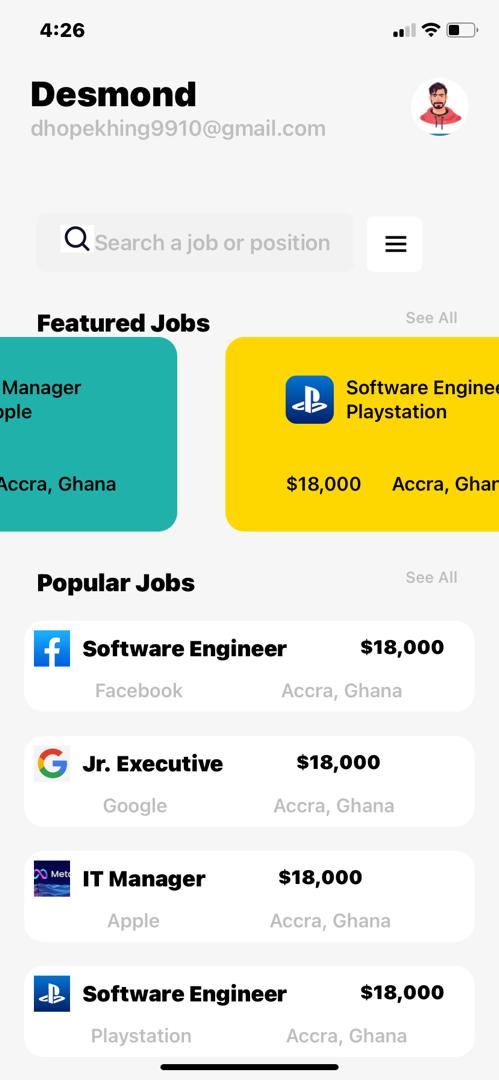 4:26
Desmond
dhopekhing9910@gmail.com
Search a job or position
Featured Jobs
See All
Manager
pple
Accra, Ghana
Software Enginee
Playstation
$18,000
Accra, Ghan
Popular Jobs
See All
Software Engineer
$18,000
Facebook
Accra, Ghana
Jr. Executive
$18,000
Google
Accra, Ghana
Meta
IT Manager
$18,000
Apple
Accra, Ghana
Software Engineer
$18,000
Playstation
Accra, Ghana